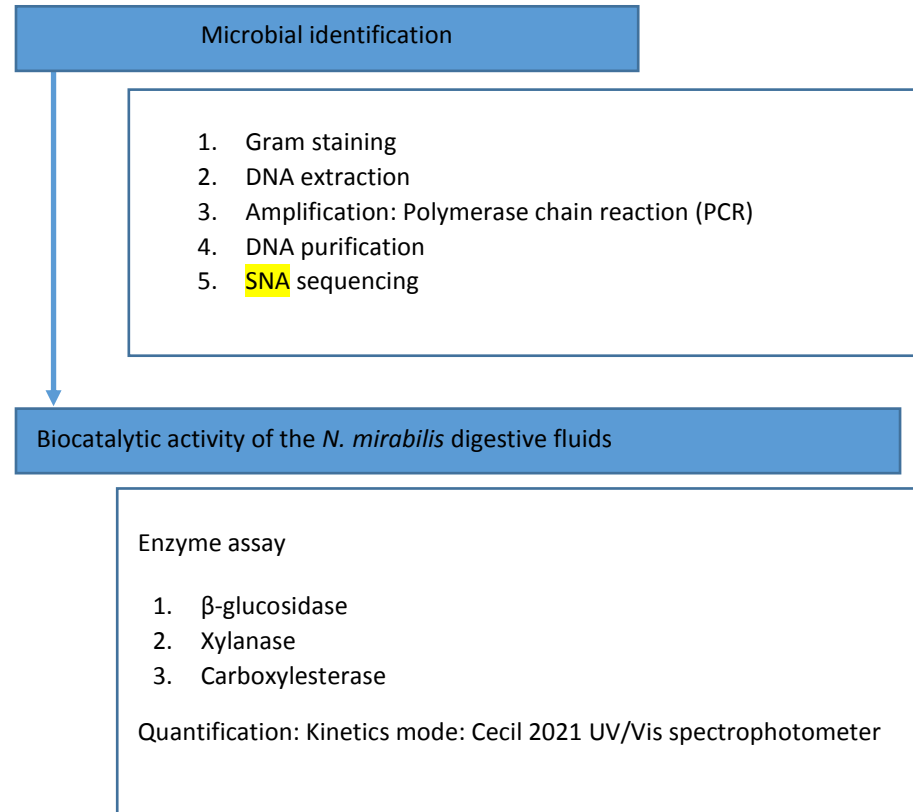 Microbial identification
1. Gram staining
2. DNA extraction
3. Amplification: Polymerase chain reaction (PCR)
4. DNA purification
5. SNA sequencing
Biocatalytic activity of the N. mirabilis digestive fluids
Enzyme assay
1. β-glucosidase
2. Xylanase
3. Carboxylesterase
Quantification: Kinetics mode: Cecil 2021 UV/Vis spectrophotometer